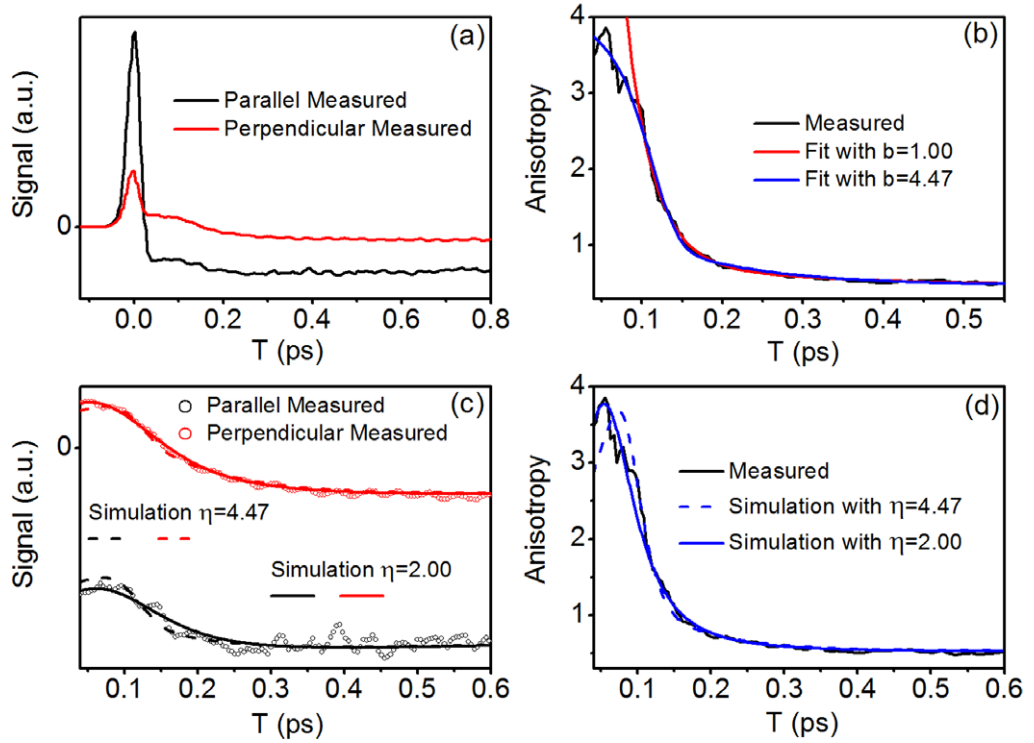 (a)
Signal (a.u.)
0
Parallel Measured
Perpendicular Measured
0.0 0.2 0.4 0.6 0.8
T (ps)
(b)
Anisotropy
4
3
2
1
Measured
Fit with b=1.00
Fit with b=4.47
0.1 0.2 0.3 0.4 0.5
T (ps)
(c)
Signal (a.u.)
0
Parallel Measured
Perpendicular Measured
Simulation η=4.47
Simulation η=2.00
0.1 0.2 0.3 0.4 0.5 0.6
T (ps)
(d)
Anisotropy
4
3
2
1
Measured
Simulation with η=4.47
Simulation with η=2.00
0.1 0.2 0.3 0.4 0.5 0.6
T (ps)